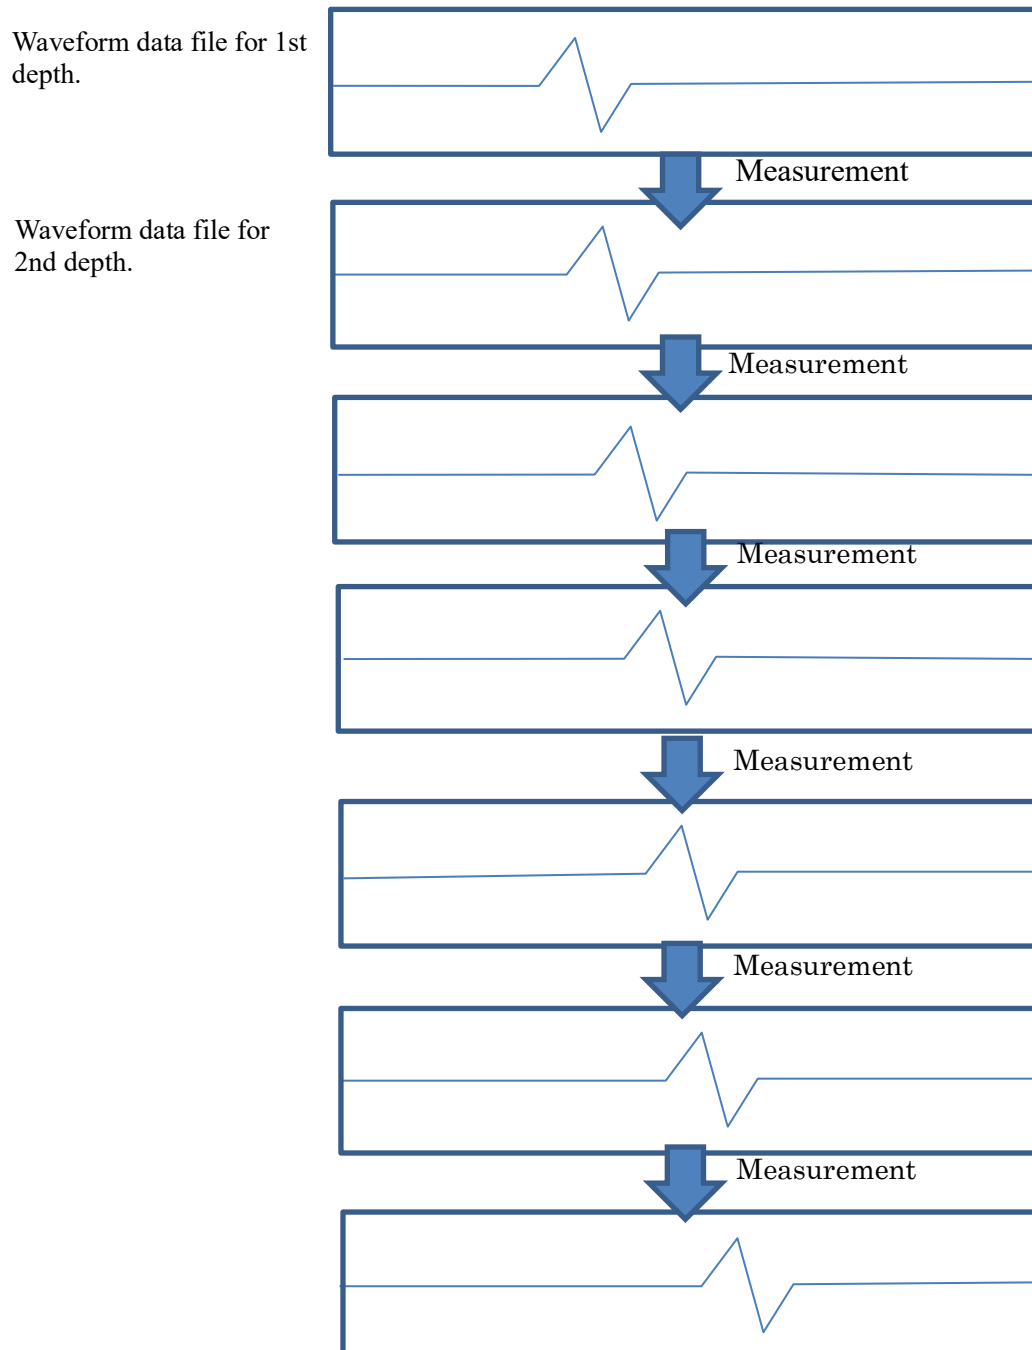 Waveform data file for 1st
depth.
Measurement
Waveform data file for
2nd depth.
Measurement
Measurement
Measurement
Measurement
Measurement